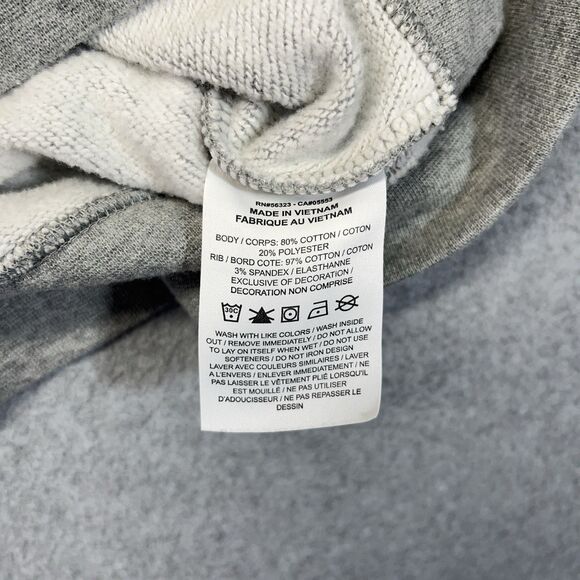 RN#56323 - CA#05553
MADE IN VIETNAM
FABRIQUE AU VIETNAM
BODY / CORPS: 80% COTTON / COTON
20% POLYESTER
RIB / BORD COTE: 97% COTTON / COTON
3% SPANDEX / ELASTHANNE
EXCLUSIVE OF DECORATION /
DECORATION NON COMPRISE
30C
WASH WITH LIKE COLORS / WASH INSIDE
OUT / REMOVE IMMEDIATELY / DO NOT ALLOW
TO LAY ON ITSELF WHEN WET / DO NOT USE
SOFTENERS / DO NOT IRON DESIGN
LAVER AVEC COULEURS SIMILAIRES / LAVER
A L'ENVERS / ENLEVER IMMEDIATEMENT / NE
PAS LAISSER LE VÊTEMENT PLIÉ LORSQU'IL
EST MOUILLÉ / NE PAS UTILISER
D'ADOUCISSEUR / NE PAS REPASSER LE
DESSIN